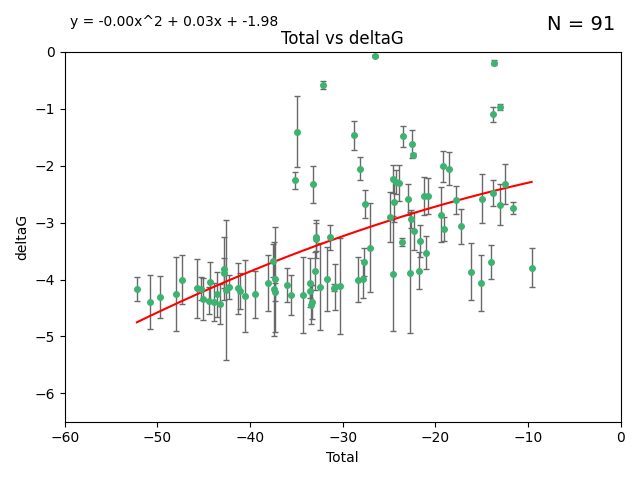 y = -0.00x^2 + 0.03x + -1.98
N = 91
Total vs deltaG
0
−1
−2
−3
−4
−5
−6
deltaG
−60 −50 −40 −30 −20 −10 0
Total